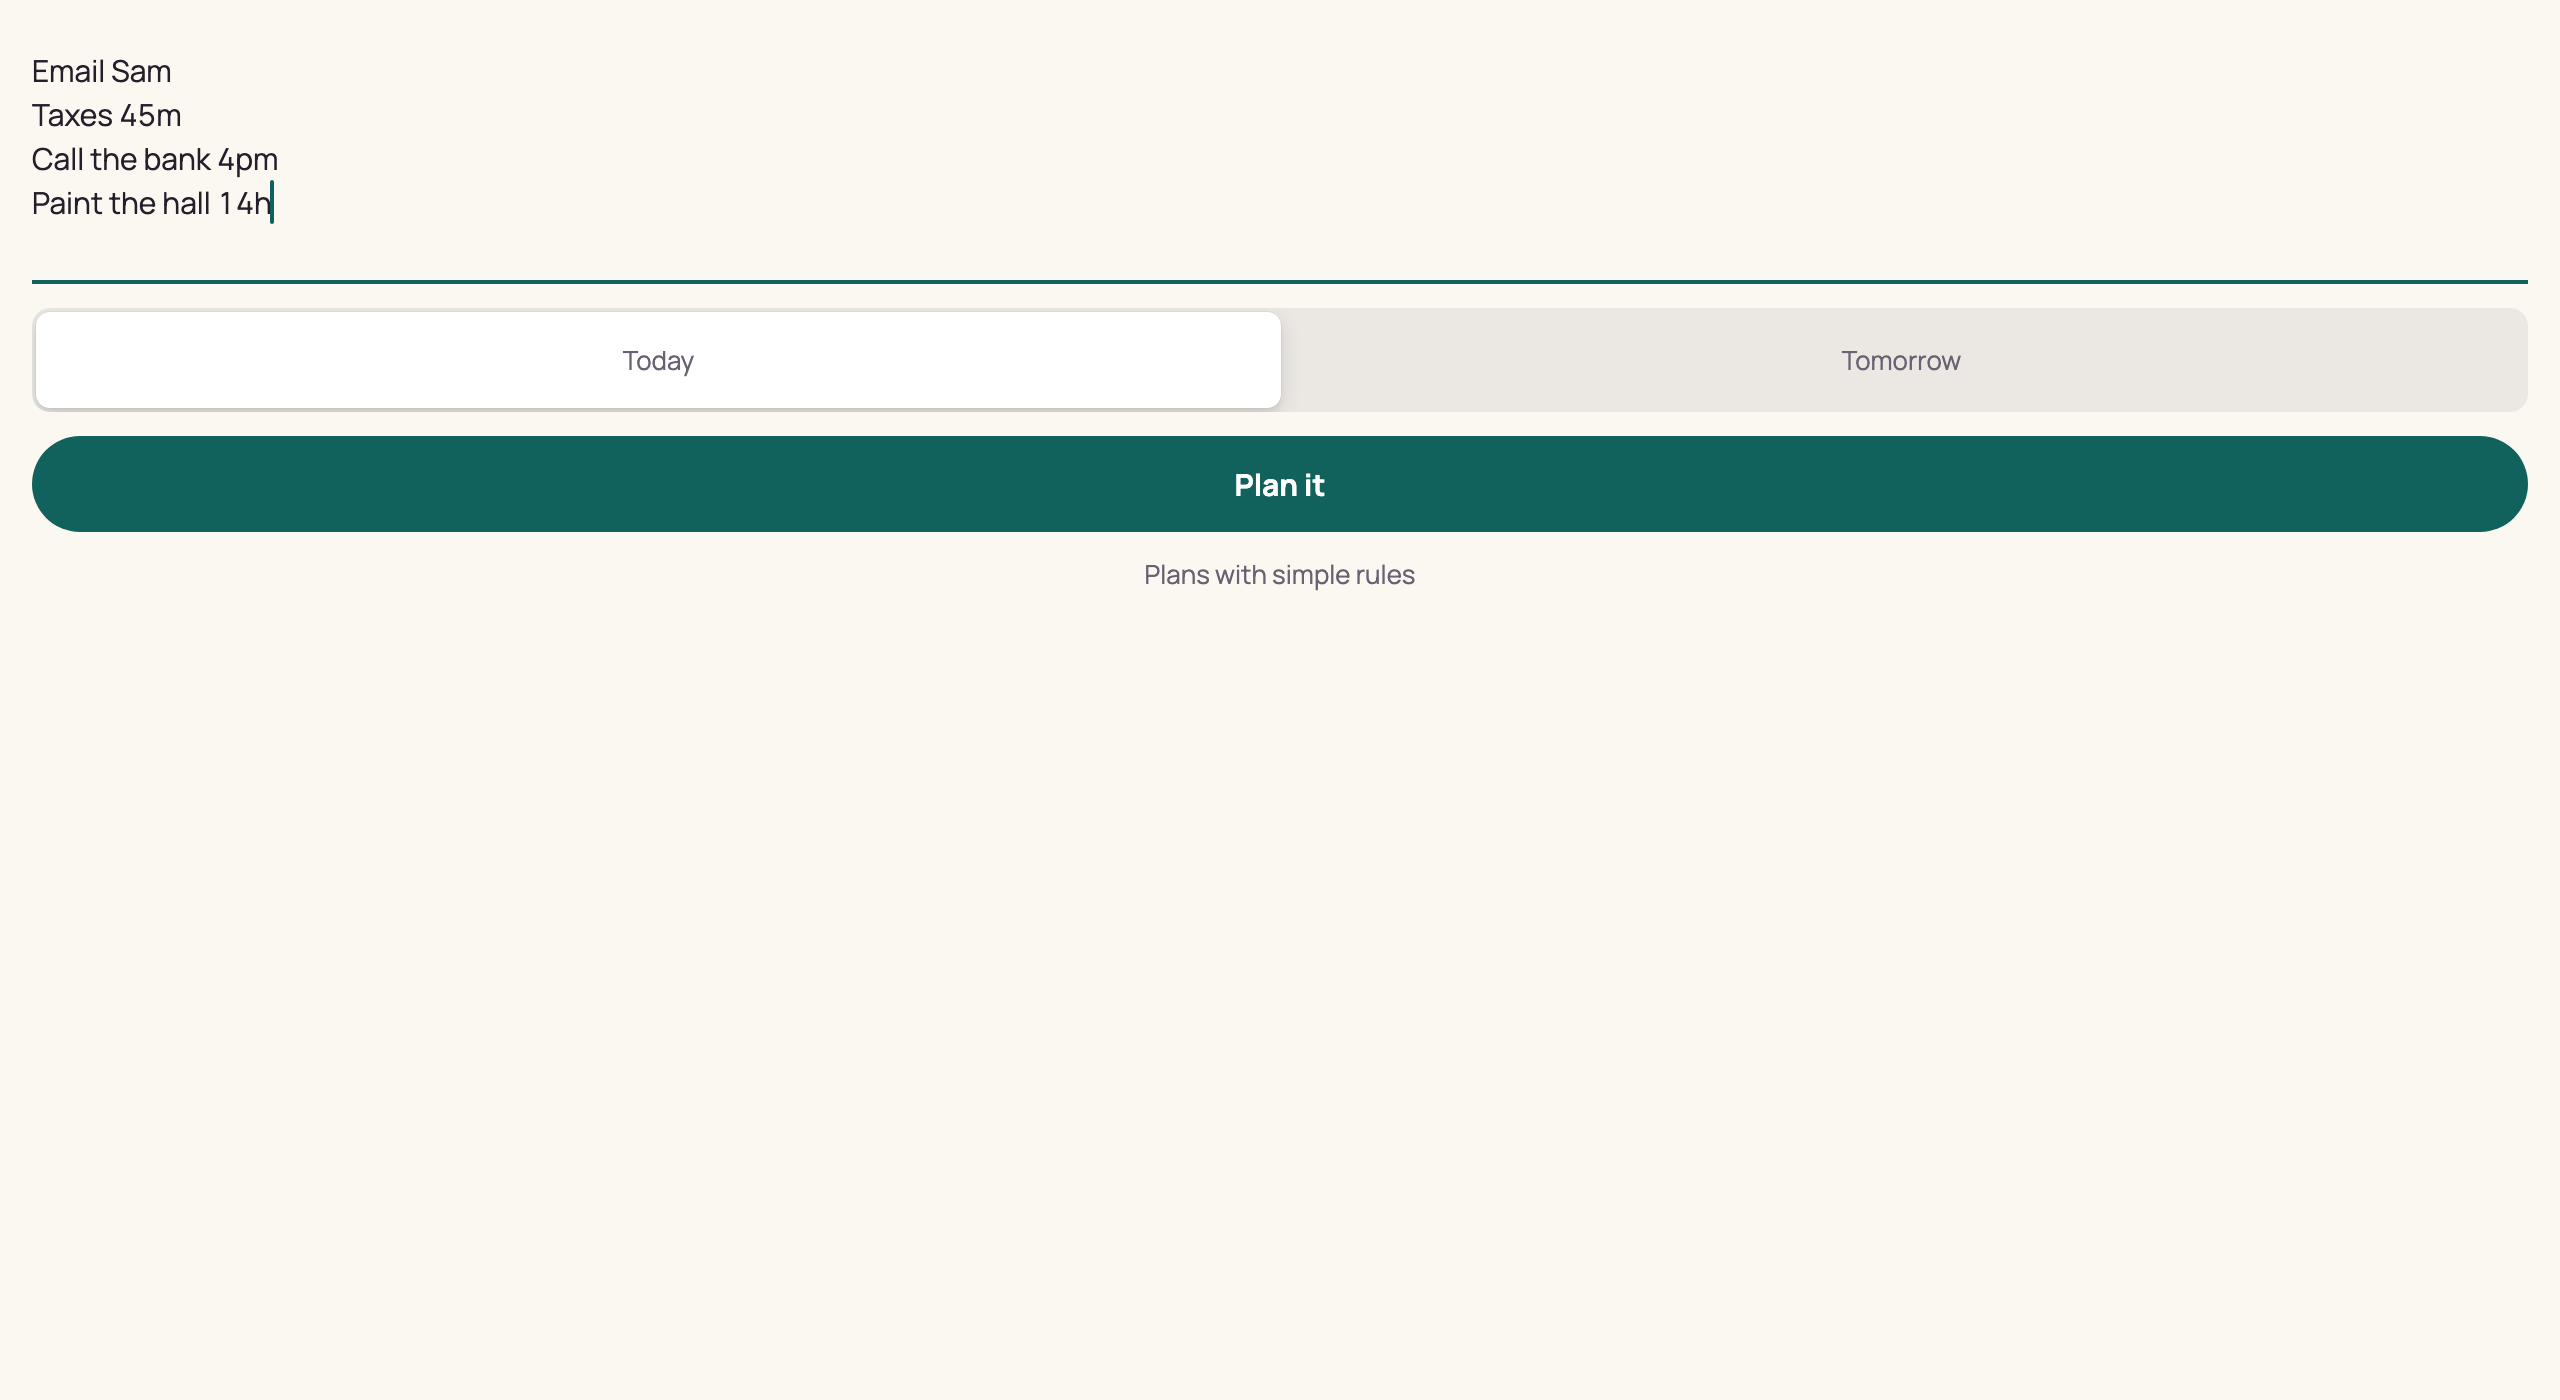 Email Sam
Taxes 45m
Call the bank 4pm
Paint the hall 14h
Today
Tomorrow
Plan it
Plans with simple rules